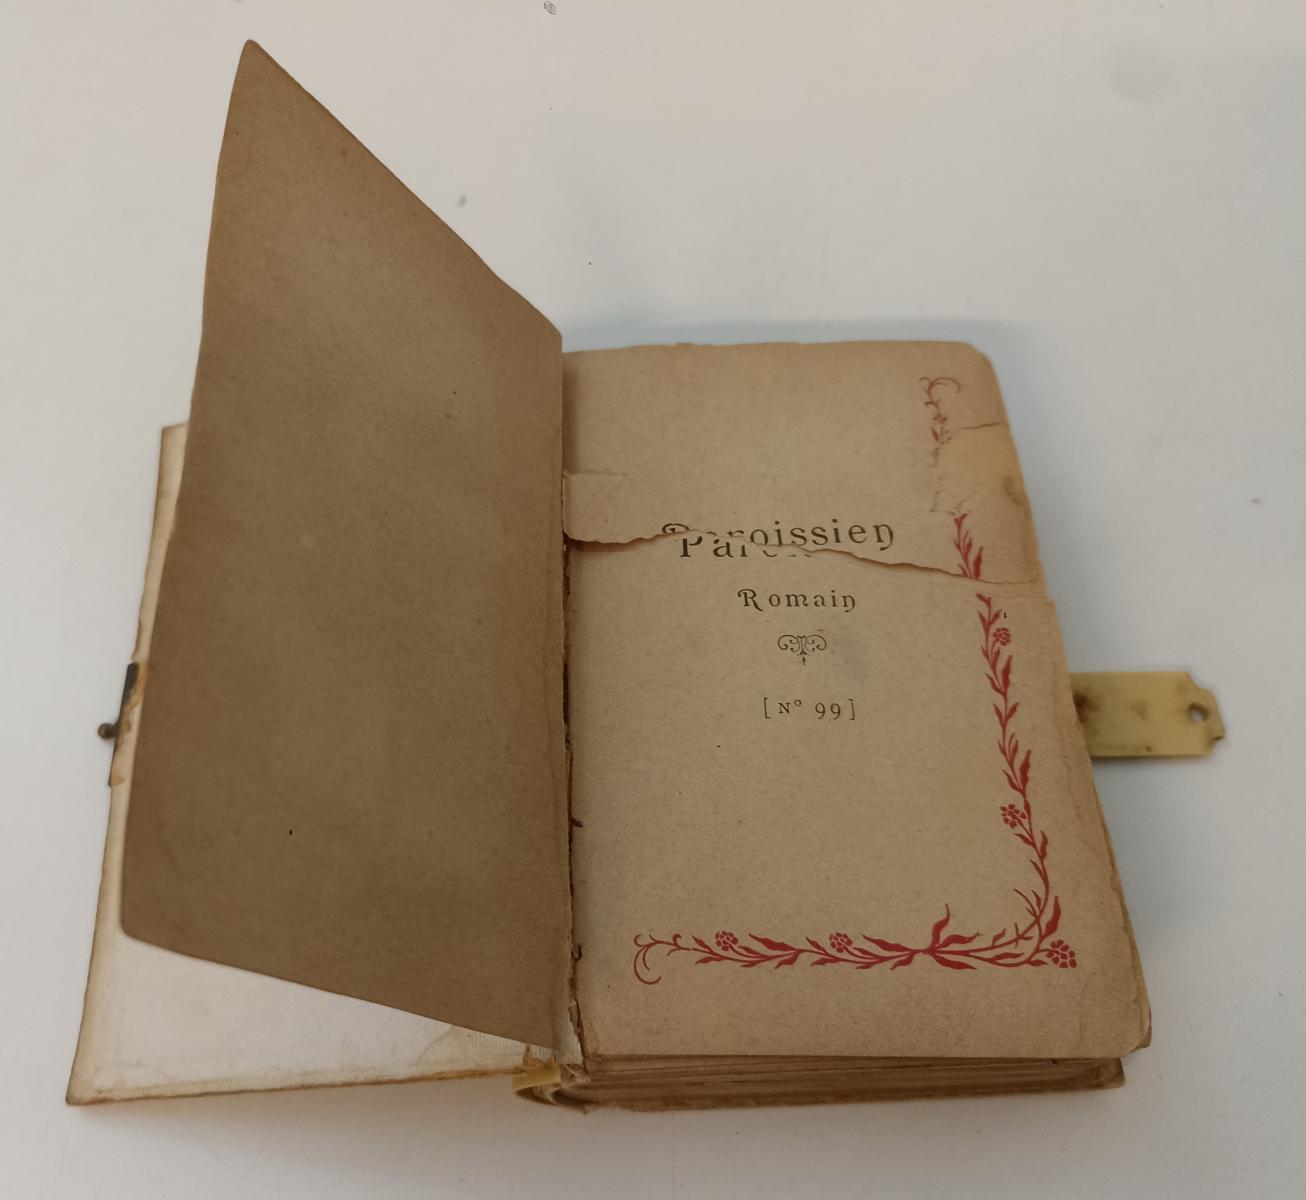 Paroissien
Romain
[N° 99]